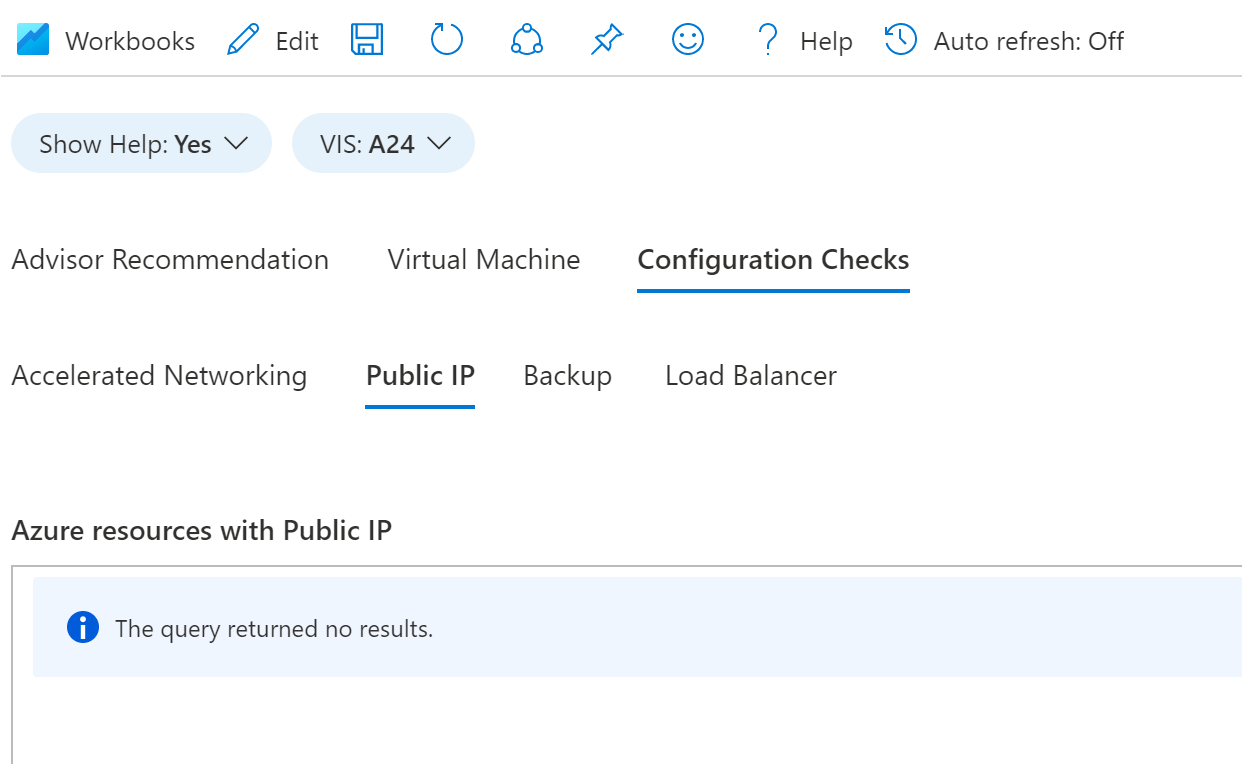 Workbooks Edit Help Auto refresh: Off
Show Help: Yes VIS: A24
Advisor Recommendation Virtual Machine Configuration Checks
Accelerated Networking Public IP Backup Load Balancer
Azure resources with Public IP
The query returned no results.